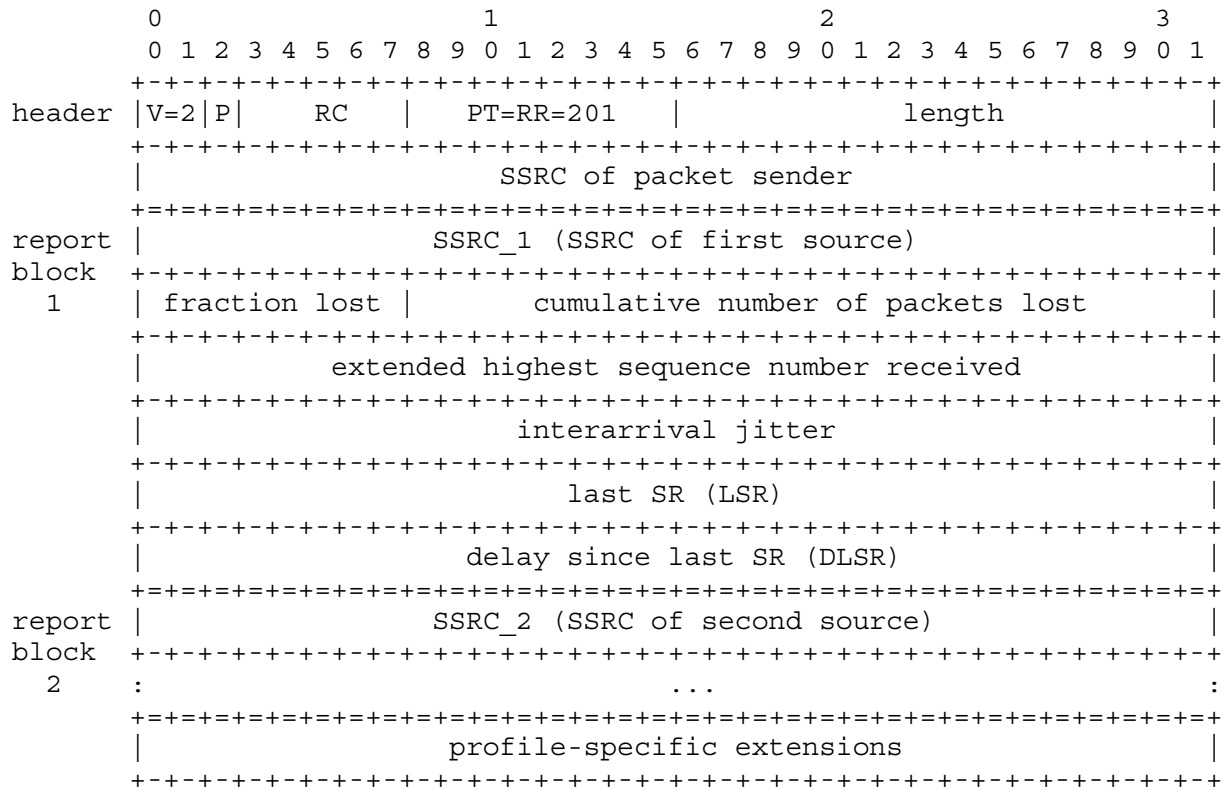 0                   1                   2                   3
        0 1 2 3 4 5 6 7 8 9 0 1 2 3 4 5 6 7 8 9 0 1 2 3 4 5 6 7 8 9 0 1
       +-+-+-+-+-+-+-+-+-+-+-+-+-+-+-+-+-+-+-+-+-+-+-+-+-+-+-+-+-+-+-+-+
header |V=2|P|    RC   |   PT=RR=201   |             length            |
       +-+-+-+-+-+-+-+-+-+-+-+-+-+-+-+-+-+-+-+-+-+-+-+-+-+-+-+-+-+-+-+-+
       |                     SSRC of packet sender                     |
       +=+=+=+=+=+=+=+=+=+=+=+=+=+=+=+=+=+=+=+=+=+=+=+=+=+=+=+=+=+=+=+=+
report |                 SSRC_1 (SSRC of first source)                 |
block  +-+-+-+-+-+-+-+-+-+-+-+-+-+-+-+-+-+-+-+-+-+-+-+-+-+-+-+-+-+-+-+-+
  1    | fraction lost |       cumulative number of packets lost       |
       +-+-+-+-+-+-+-+-+-+-+-+-+-+-+-+-+-+-+-+-+-+-+-+-+-+-+-+-+-+-+-+-+
       |           extended highest sequence number received           |
       +-+-+-+-+-+-+-+-+-+-+-+-+-+-+-+-+-+-+-+-+-+-+-+-+-+-+-+-+-+-+-+-+
       |                      interarrival jitter                      |
       +-+-+-+-+-+-+-+-+-+-+-+-+-+-+-+-+-+-+-+-+-+-+-+-+-+-+-+-+-+-+-+-+
       |                         last SR (LSR)                         |
       +-+-+-+-+-+-+-+-+-+-+-+-+-+-+-+-+-+-+-+-+-+-+-+-+-+-+-+-+-+-+-+-+
       |                   delay since last SR (DLSR)                  |
       +=+=+=+=+=+=+=+=+=+=+=+=+=+=+=+=+=+=+=+=+=+=+=+=+=+=+=+=+=+=+=+=+
report |                 SSRC_2 (SSRC of second source)                |
block  +-+-+-+-+-+-+-+-+-+-+-+-+-+-+-+-+-+-+-+-+-+-+-+-+-+-+-+-+-+-+-+-+
  2    :                               ...                             :
       +=+=+=+=+=+=+=+=+=+=+=+=+=+=+=+=+=+=+=+=+=+=+=+=+=+=+=+=+=+=+=+=+
       |                  profile-specific extensions                  |
       +-+-+-+-+-+-+-+-+-+-+-+-+-+-+-+-+-+-+-+-+-+-+-+-+-+-+-+-+-+-+-+-+